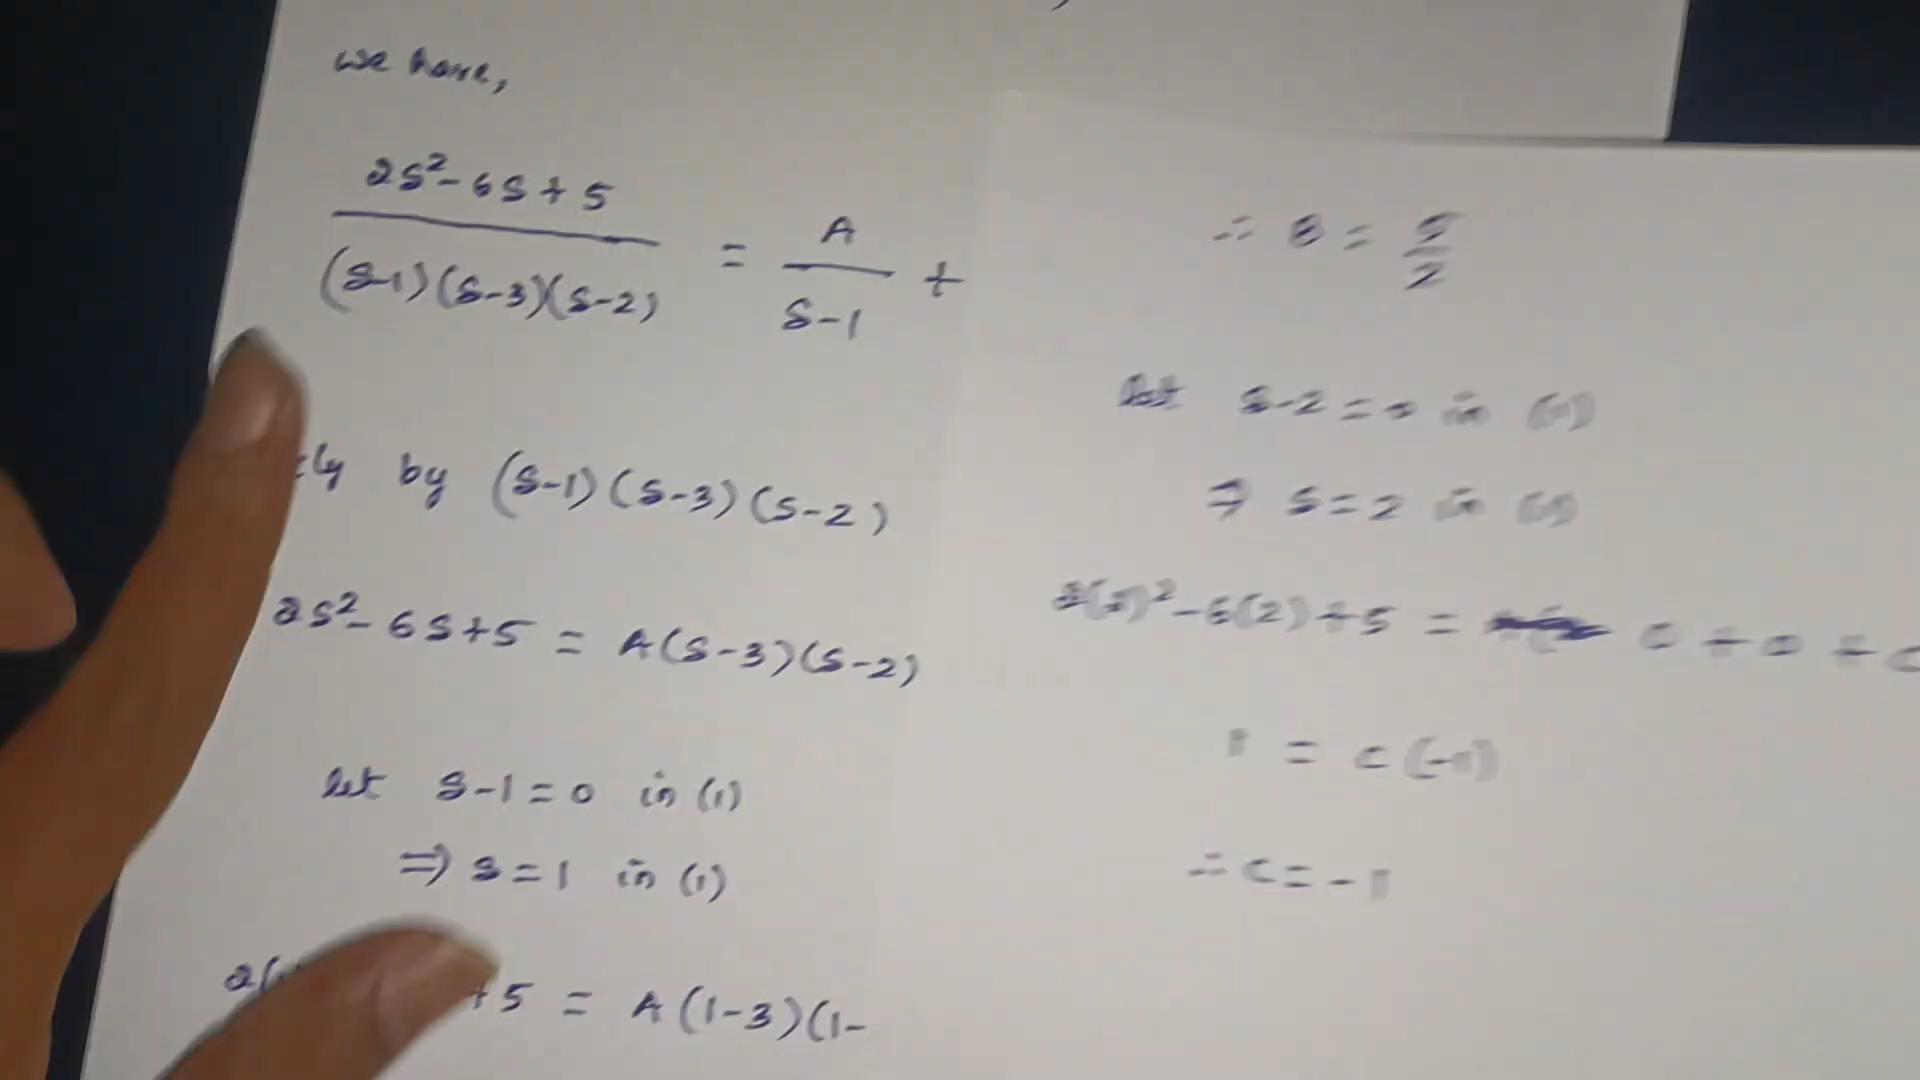 we have,
2s²-6s+5 / (s-1)(s-3)(s-2) = A / s-1 +
by (s-1)(s-3)(s-2)
2s²-6s+5 = A(s-3)(s-2)
let s-1=0 in (1)
⇒ s=1 in (1)
+5 = A(1-3)(1-
∴ B = 5/2
let s-2=0 in (1)
⇒ s=2 in (1)
2(2)²-6(2)+5 = 0+0+C
1 = C(-1)
∴ C=-1